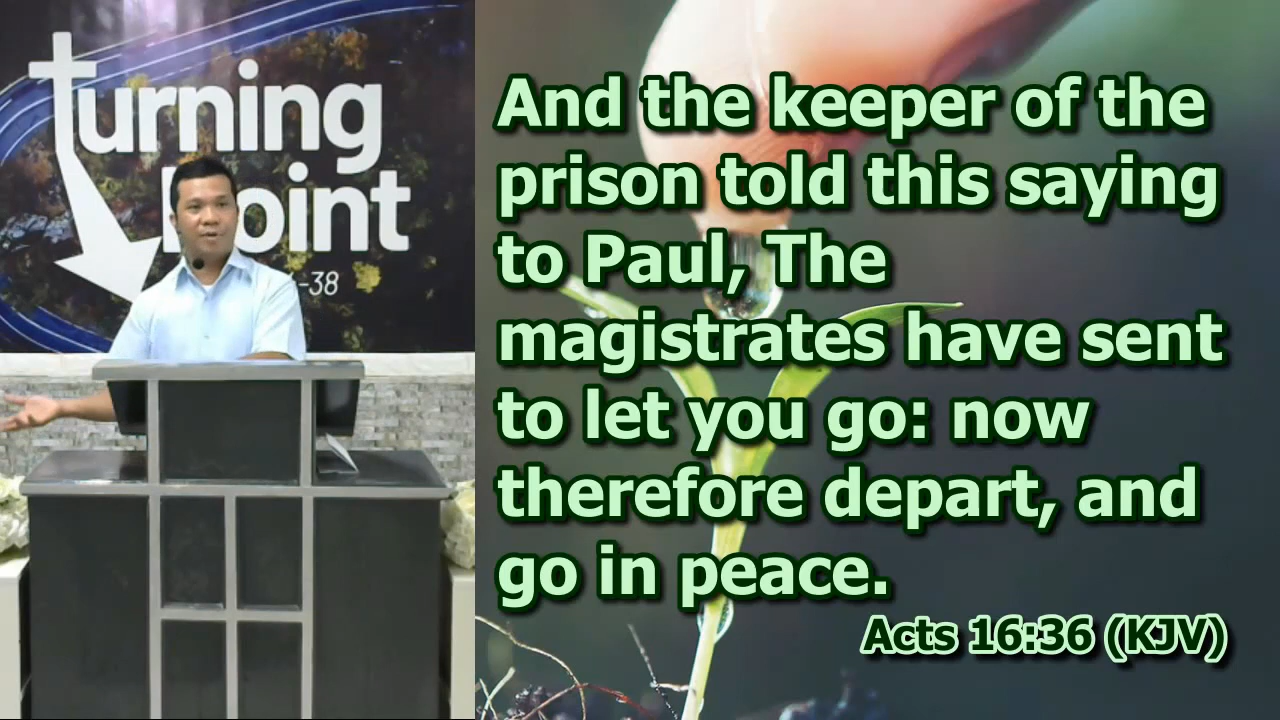 turning
Point
-38
And the keeper of the
prison told this saying
to Paul, The
magistrates have sent
to let you go: now
therefore depart, and
go in peace.
Acts 16:36 (KJV)